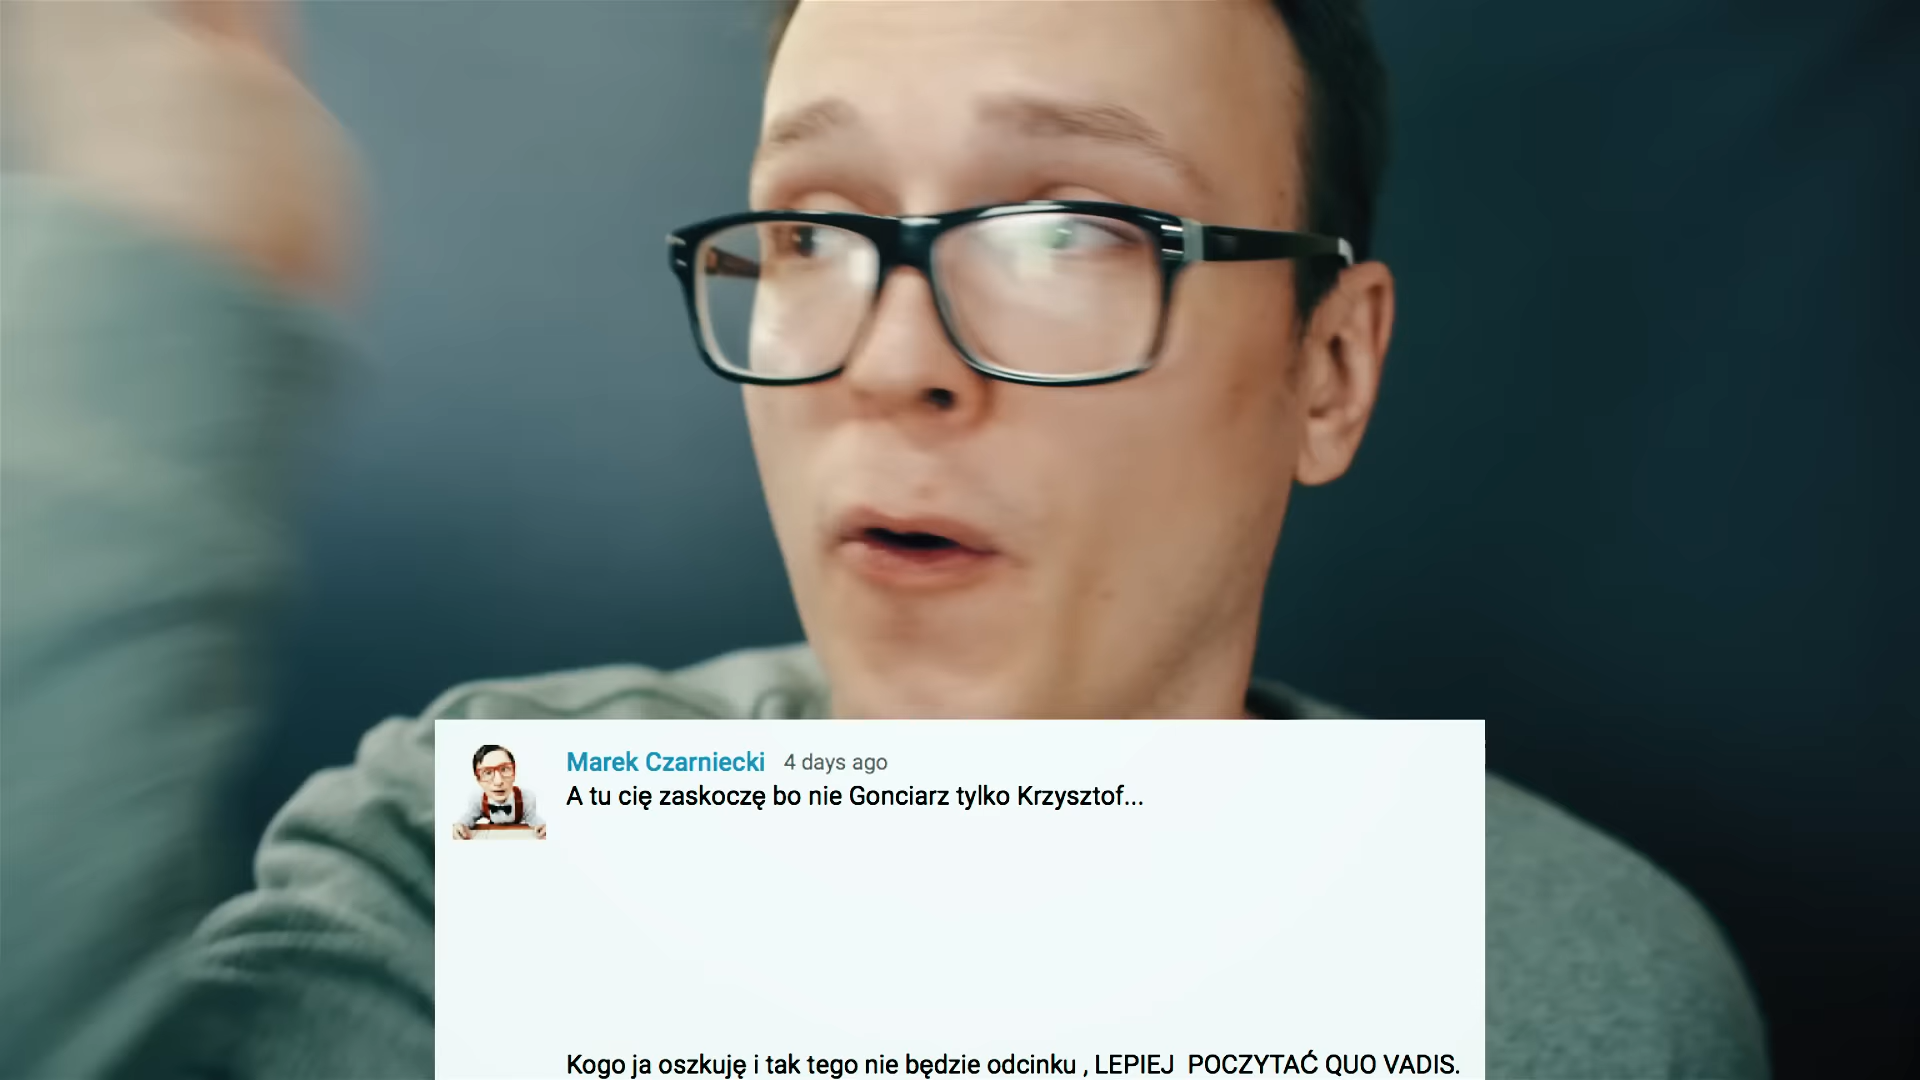 Marek Czarniecki 4 days ago
A tu cię zaskoczę bo nie Gonciarz tylko Krzysztof...
Kogo ja oszkuję i tak tego nie będzie odcinku , LEPIEJ POCZYTAĆ QUO VADIS.